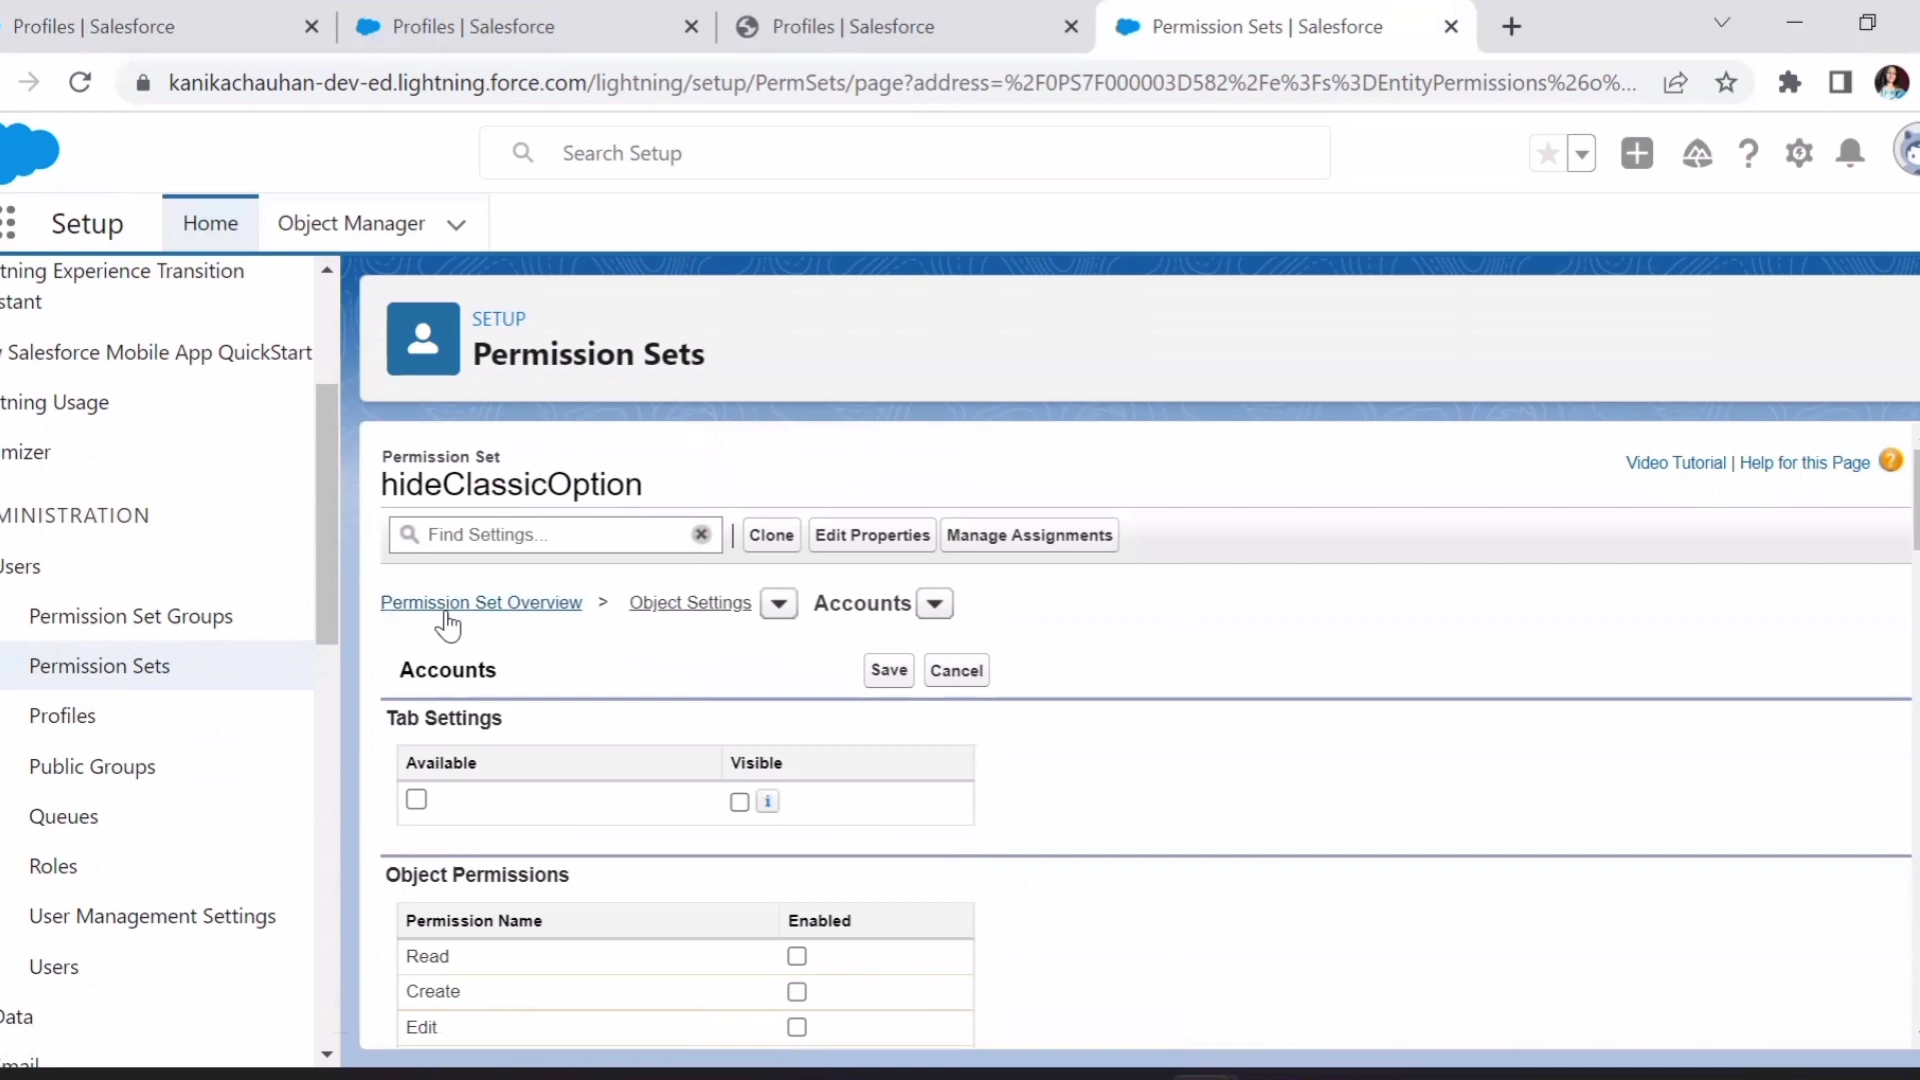 Profiles | Salesforce
Profiles | Salesforce
Profiles | Salesforce
Permission Sets | Salesforce
kanikachauhan-dev-ed.lightning.force.com/lightning/setup/PermSets/page?address=%2F0PS7F000003D582%2Fe%3Fs%3DEntityPermissions%26o%...
Search Setup
Setup
Home
Object Manager
tning Experience Transition
stant
Salesforce Mobile App QuickStart
tning Usage
mizer
MINISTRATION
Users
Permission Set Groups
Permission Sets
Profiles
Public Groups
Queues
Roles
User Management Settings
Users
Data
SETUP
Permission Sets
Permission Set
hideClassicOption
Video Tutorial | Help for this Page
Find Settings...
| Clone Edit Properties Manage Assignments
Permission Set Overview > Object Settings Accounts
Accounts Save Cancel
Tab Settings
Available Visible
Object Permissions
Permission Name Enabled
Read
Create
Edit